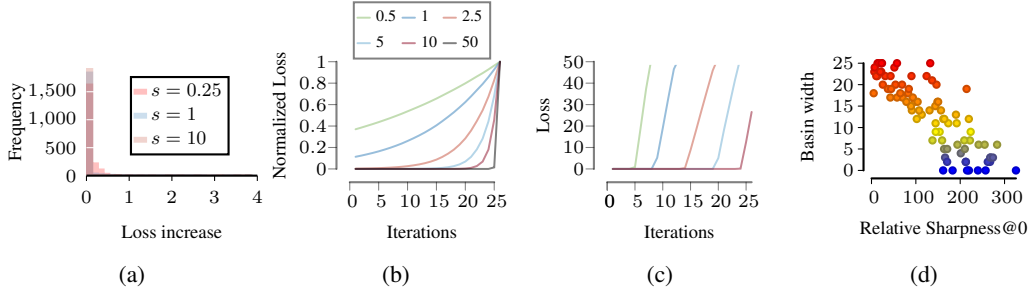 Frequency
1,500
1,000
500
0
0 1 2 3 4
Loss increase
s = 0.25
s = 1
s = 10
(a)
0.5 1 2.5
5 10 50
Normalized Loss
1
0.8
0.6
0.4
0.2
0
0 5 10 15 20 25
Iterations
(b)
Loss
50
40
30
20
10
0
0 5 10 15 20 25
Iterations
(c)
Basin width
25
20
15
10
5
0
0 100 200 300
Relative Sharpness@0
(d)